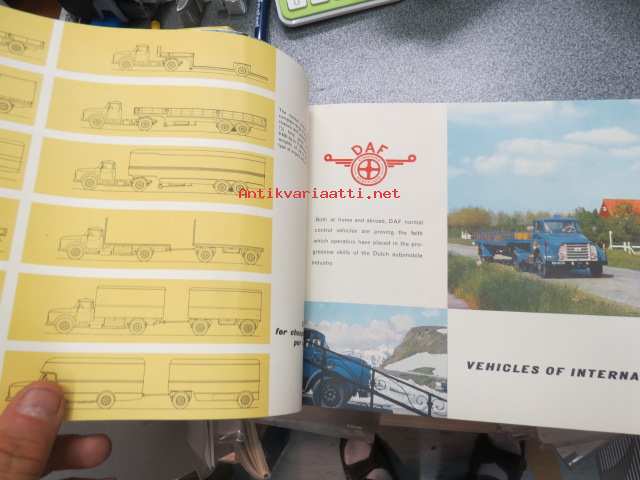 DAF
Antikvariaatti.net
Both at home and abroad, DAF normal
control vehicles are proving the faith
which operators have placed in the pro-
gressive skills of the Dutch automobile
industry.
for
VEHICLES OF INTERNA